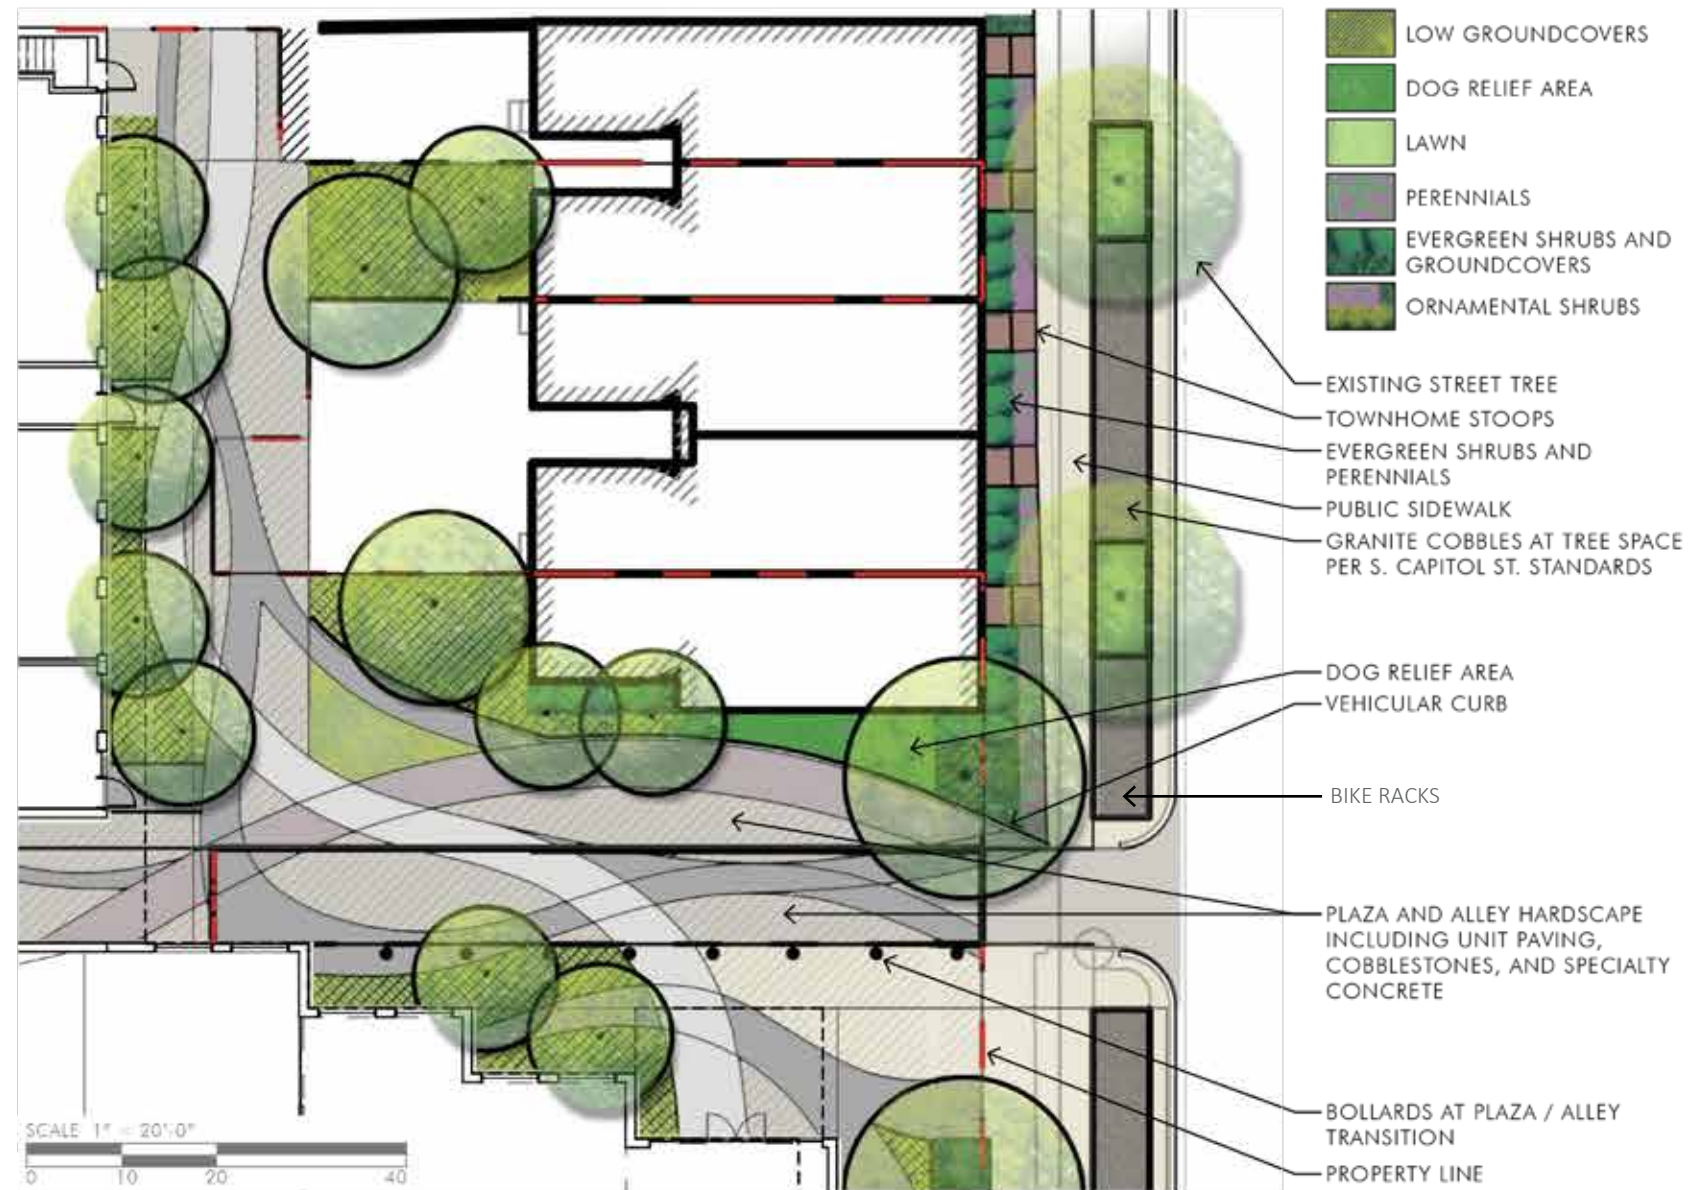 LOW GROUNDCOVERS
DOG RELIEF AREA
LAWN
PERENNIALS
EVERGREEN SHRUBS AND
GROUNDCOVERS
ORNAMENTAL SHRUBS
EXISTING STREET TREE
TOWNHOME STOOPS
EVERGREEN SHRUBS AND
PERENNIALS
PUBLIC SIDEWALK
GRANITE COBBLES AT TREE SPACE
PER S. CAPITOL ST. STANDARDS
DOG RELIEF AREA
VEHICULAR CURB
BIKE RACKS
PLAZA AND ALLEY HARDSCAPE
INCLUDING UNIT PAVING,
COBBLESTONES, AND SPECIALTY
CONCRETE
BOLLARDS AT PLAZA / ALLEY
TRANSITION
PROPERTY LINE
SCALE 1" = 20'-0"
0 10 20 40